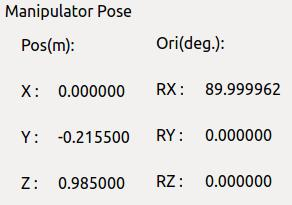 Manipulator Pose
Pos(m): Ori(deg.):
X : 0.000000 RX : 89.999962
Y : -0.215500 RY : 0.000000
Z : 0.985000 RZ : 0.000000